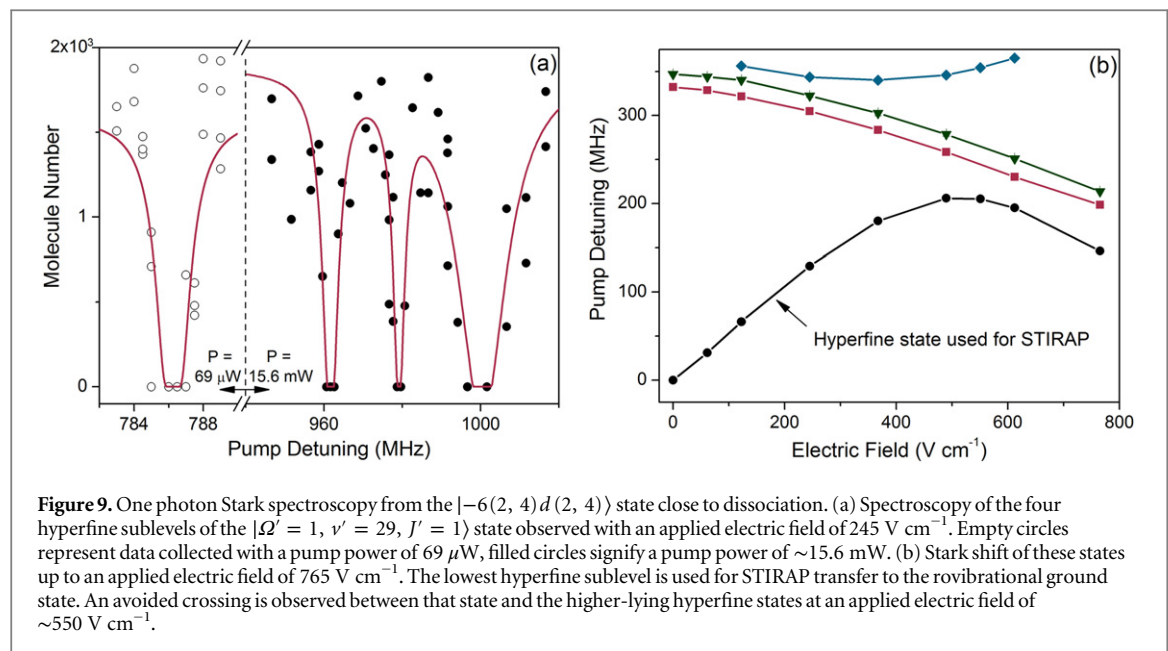 2x10³
(a)
Molecule Number
1
0
P =
69 μW
P =
15.6 mW
784
788
960
1000
Pump Detuning (MHz)
(b)
Pump Detuning (MHz)
300
200
100
0
Hyperfine state used for STIRAP
0
200
400
600
800
Electric Field (V cm⁻¹)
Figure 9. One photon Stark spectroscopy from the |−6(2, 4)d(2, 4)⟩ state close to dissociation. (a) Spectroscopy of the four
hyperfine sublevels of the |Ω′ = 1, ν′ = 29, J′ = 1⟩ state observed with an applied electric field of 245 V cm⁻¹. Empty circles
represent data collected with a pump power of 69 μW, filled circles signify a pump power of ~15.6 mW. (b) Stark shift of these states
up to an applied electric field of 765 V cm⁻¹. The lowest hyperfine sublevel is used for STIRAP transfer to the rovibrational ground
state. An avoided crossing is observed between that state and the higher-lying hyperfine states at an applied electric field of
~550 V cm⁻¹.